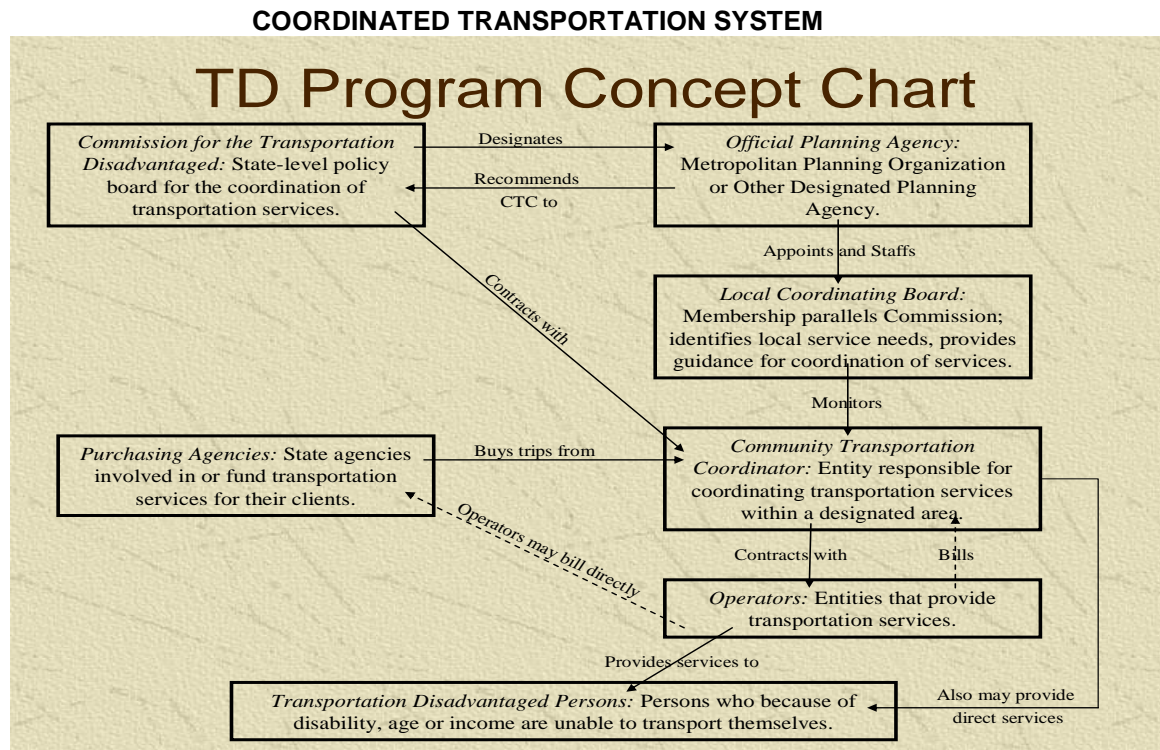 COORDINATED TRANSPORTATION SYSTEM
TD Program Concept Chart
Commission for the Transportation
Disadvantaged: State-level policy
board for the coordination of
transportation services.
Designates
Recommends
CTC to
Official Planning Agency:
Metropolitan Planning Organization
or Other Designated Planning
Agency.
Appoints and Staffs
Contracts with
Local Coordinating Board:
Membership parallels Commission;
identifies local service needs, provides
guidance for coordination of services.
Monitors
Purchasing Agencies: State agencies
involved in or fund transportation
services for their clients.
Buys trips from
Community Transportation
Coordinator: Entity responsible for
coordinating transportation services
within a designated area.
Operators may bill directly
Contracts with
Bills
Operators: Entities that provide
transportation services.
Provides services to
Transportation Disadvantaged Persons: Persons who because of
disability, age or income are unable to transport themselves.
Also may provide
direct services